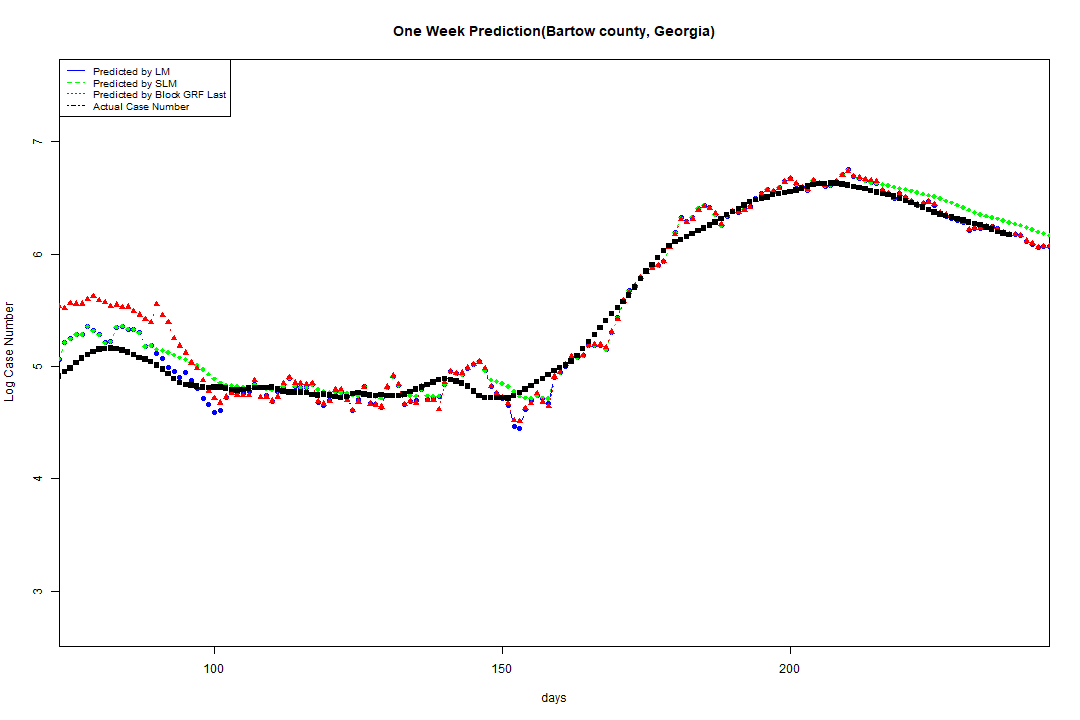 One Week Prediction(Bartow county, Georgia)
Predicted by LM
Predicted by SLM
Predicted by Block GRF Last
Actual Case Number
7
6
5
4
3
Log Case Number
100
150
200
days